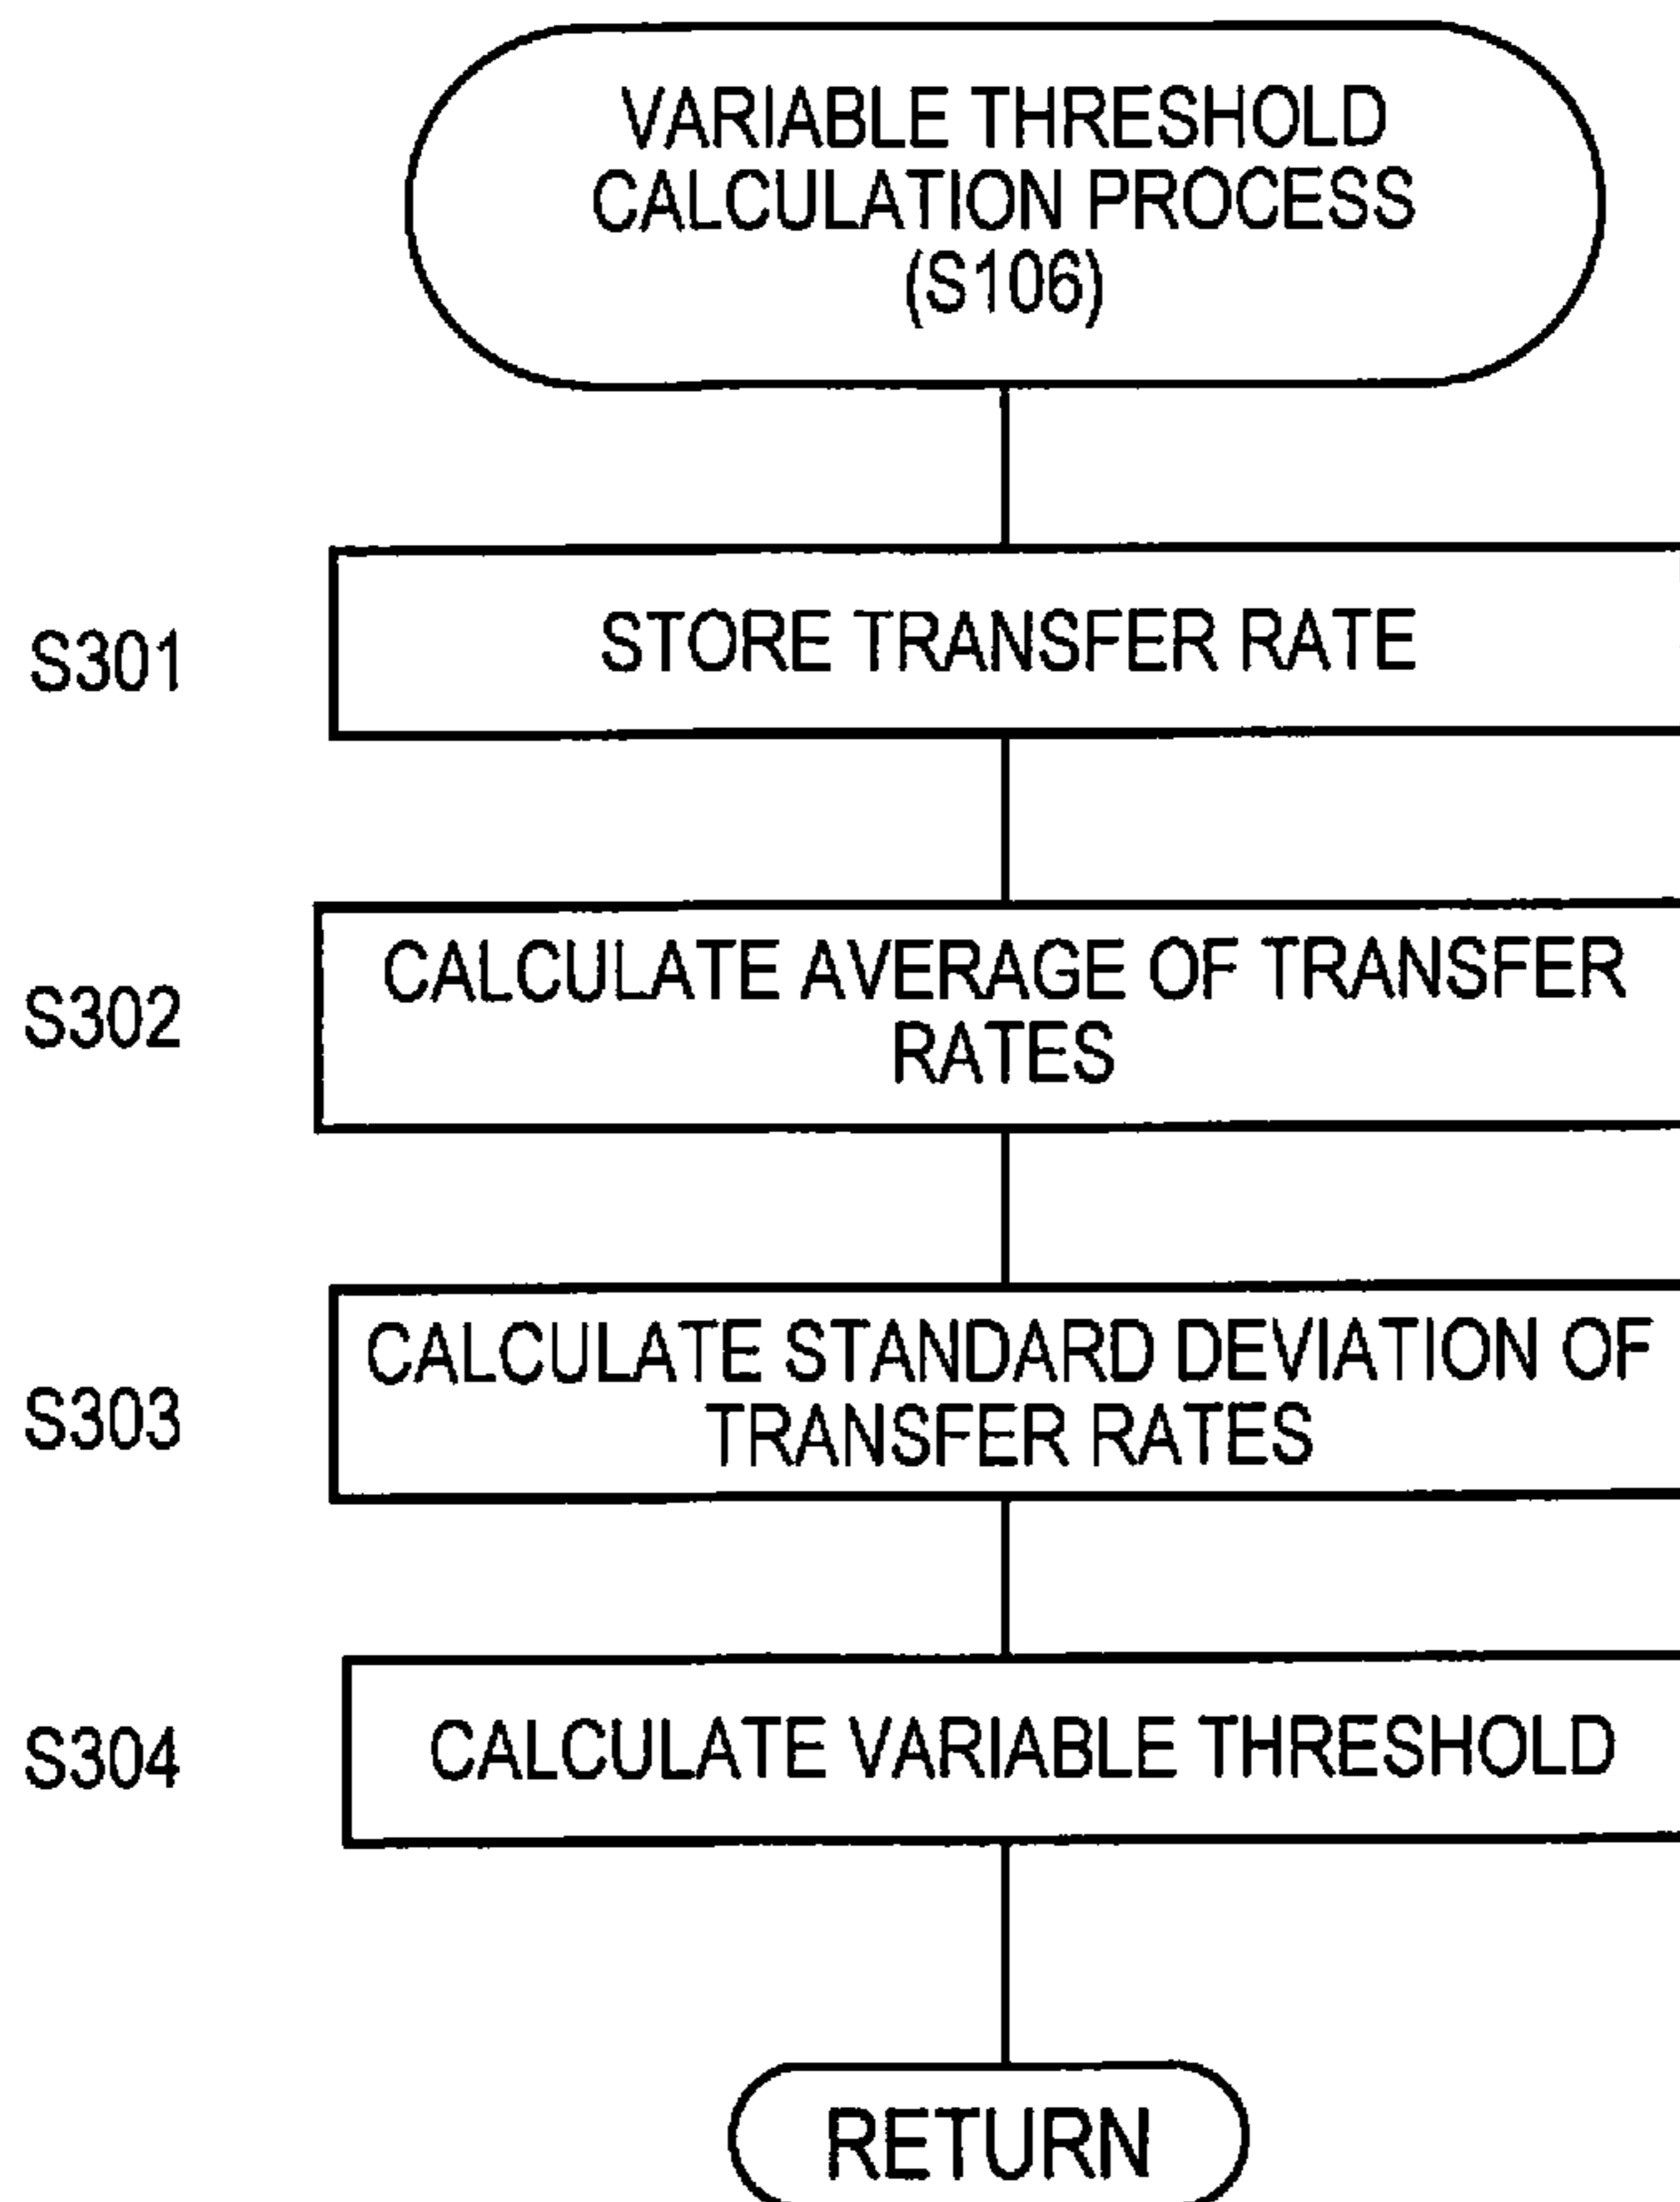 VARIABLE THRESHOLD
CALCULATION PROCESS
(S106)
S301
STORE TRANSFER RATE
S302
CALCULATE AVERAGE OF TRANSFER
RATES
S303
CALCULATE STANDARD DEVIATION OF
TRANSFER RATES
S304
CALCULATE VARIABLE THRESHOLD
RETURN